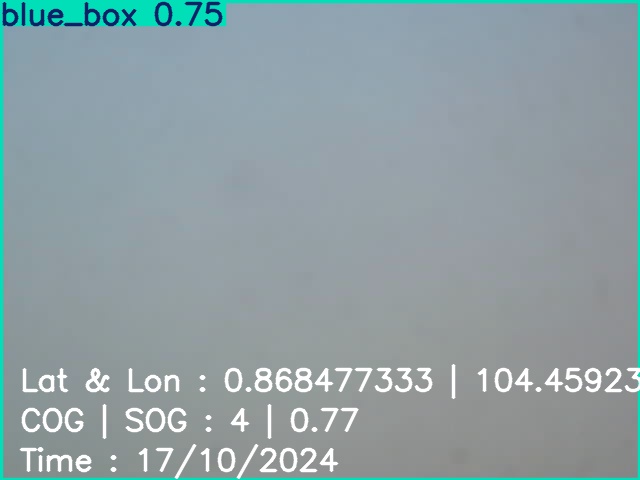 blue_box 0.75
Lat & Lon : 0.868477333 | 104.45923
COG | SOG : 4 | 0.77
Time : 17/10/2024